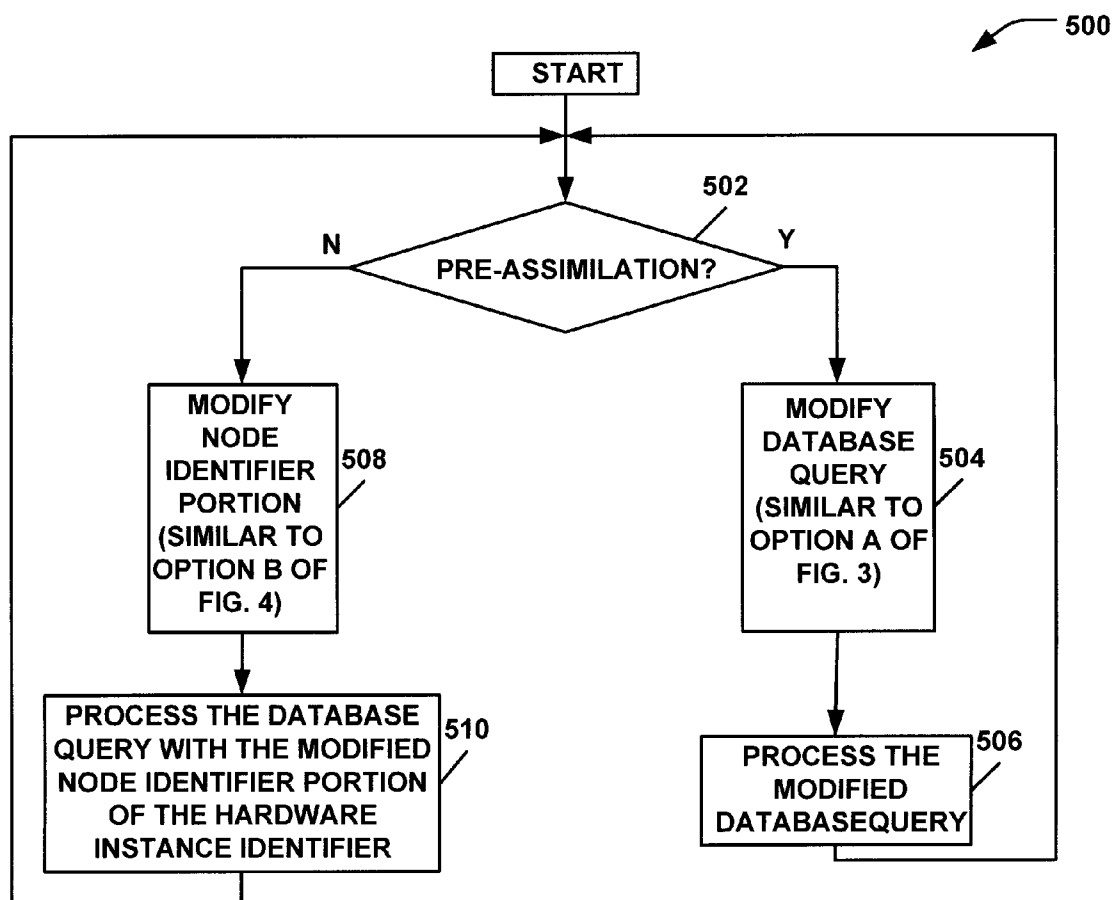 500
START
502
N
Y
PRE-ASSIMILATION?
MODIFY
NODE
IDENTIFIER
PORTION
(SIMILAR TO
OPTION B OF
FIG. 4)
508
MODIFY
DATABASE
QUERY
(SIMILAR TO
OPTION A OF
FIG. 3)
504
PROCESS THE DATABASE
QUERY WITH THE MODIFIED
NODE IDENTIFIER PORTION
OF THE HARDWARE
INSTANCE IDENTIFIER
510
PROCESS THE
MODIFIED
DATABASEQUERY
506